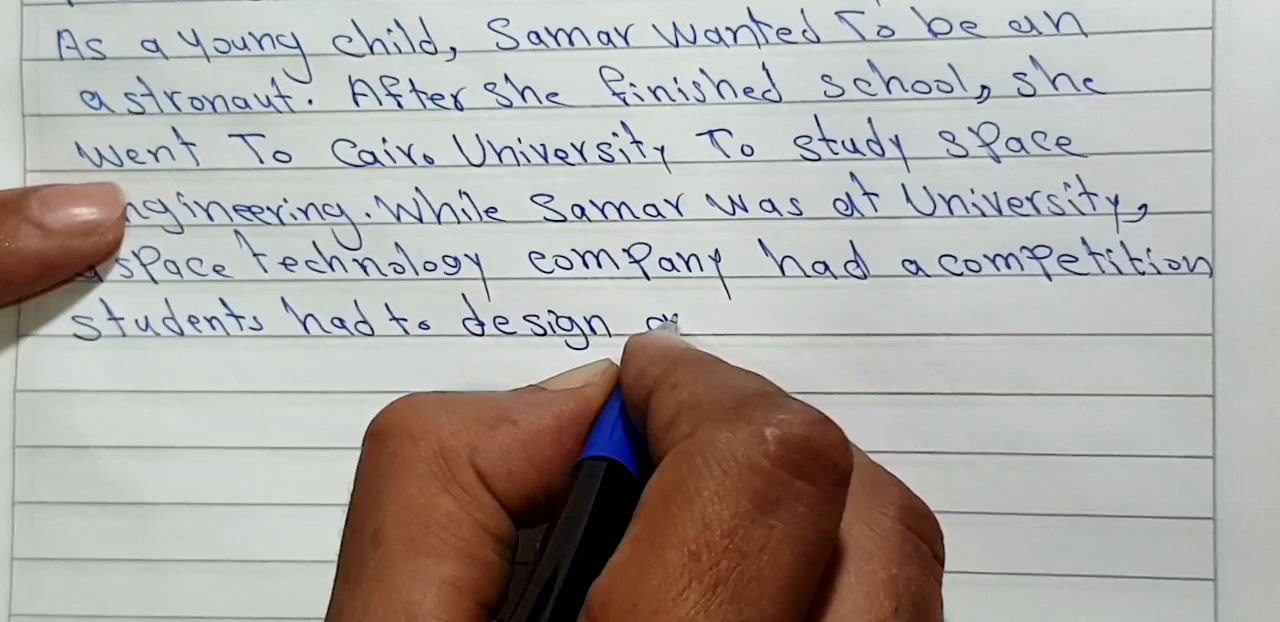 As a young child, Samar wanted To be an
astronaut. After she finished school, she
went To Cairo University To study space
engineering. While Samar was at University,
a space technology company had a competition
students had to design